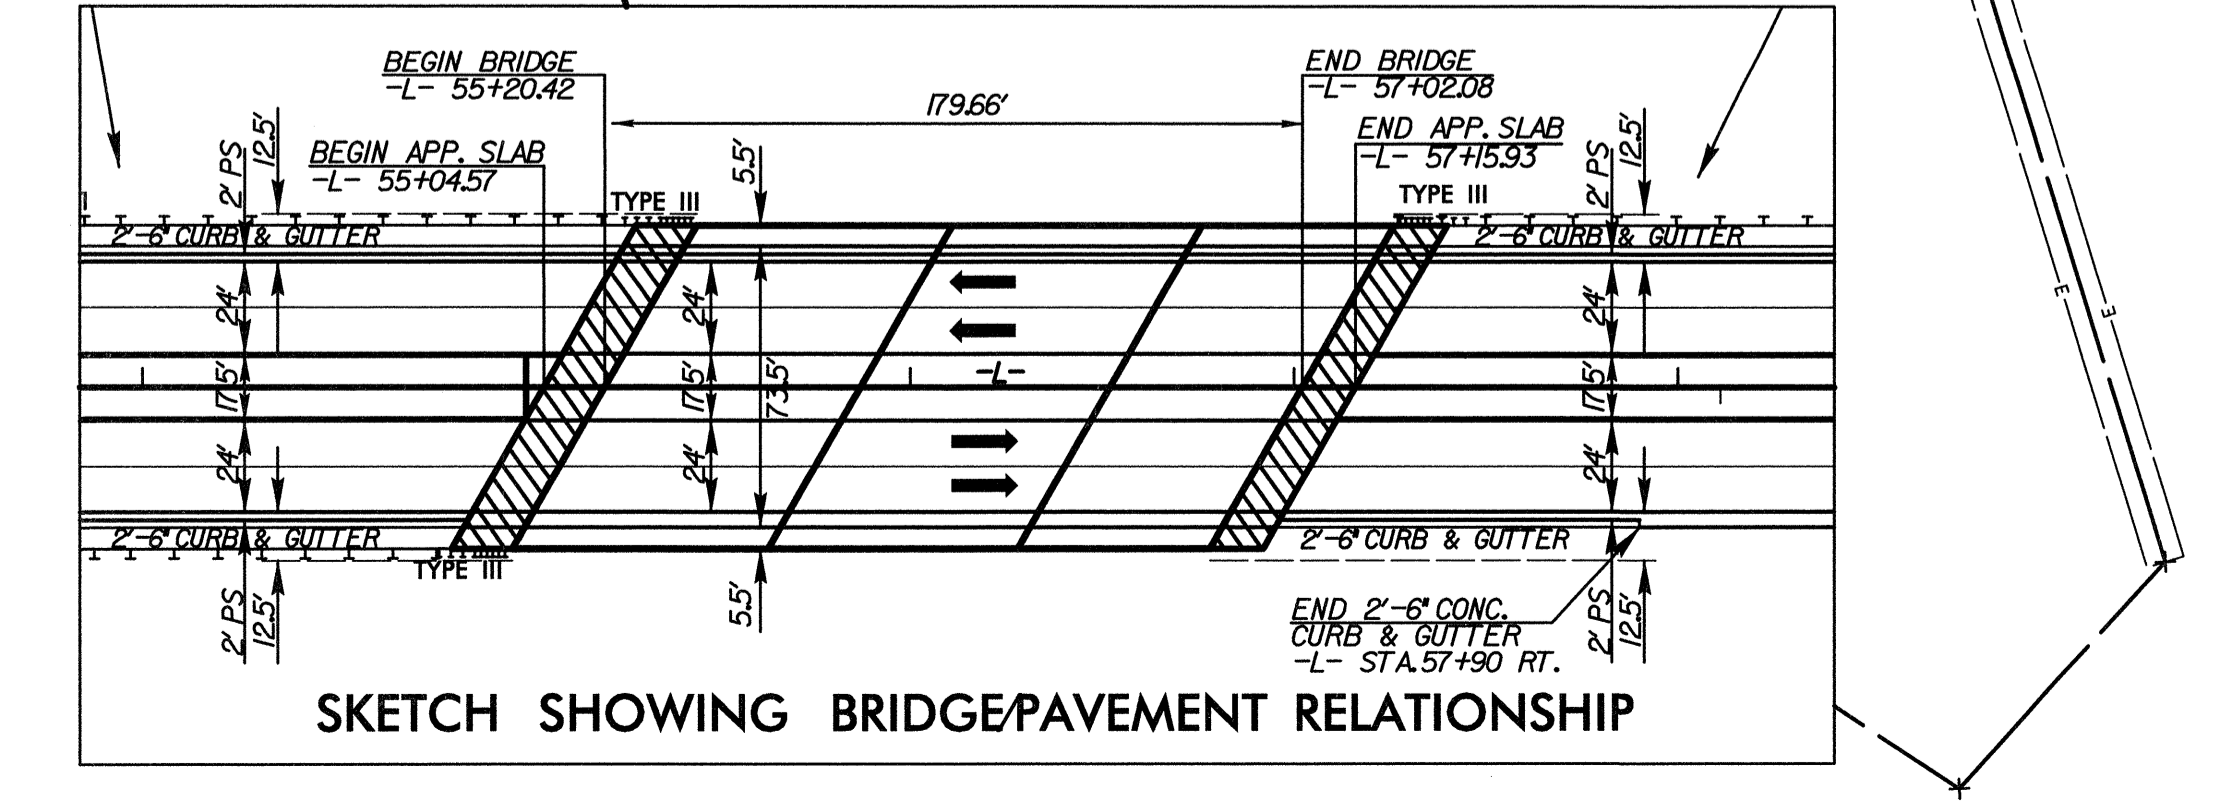 BEGIN BRIDGE
-L- 55+20.42
END BRIDGE
-L- 57+02.08
179.66'
BEGIN APP. SLAB
-L- 55+04.57
END APP. SLAB
-L- 57+15.93
2' PS
12.5'
5.5'
2' PS
12.5'
TYPE III
TYPE III
2'-6" CURB & GUTTER
2'-6" CURB & GUTTER
24'
24'
24'
17.5'
17.5'
73.5'
-L-
17.5'
24'
24'
24'
E
E
2'-6" CURB & GUTTER
2'-6" CURB & GUTTER
TYPE III
2' PS
12.5'
5.5'
2' PS
12.5'
END 2'-6" CONC.
CURB & GUTTER
-L- STA.57+90 RT.
SKETCH SHOWING BRIDGE/PAVEMENT RELATIONSHIP